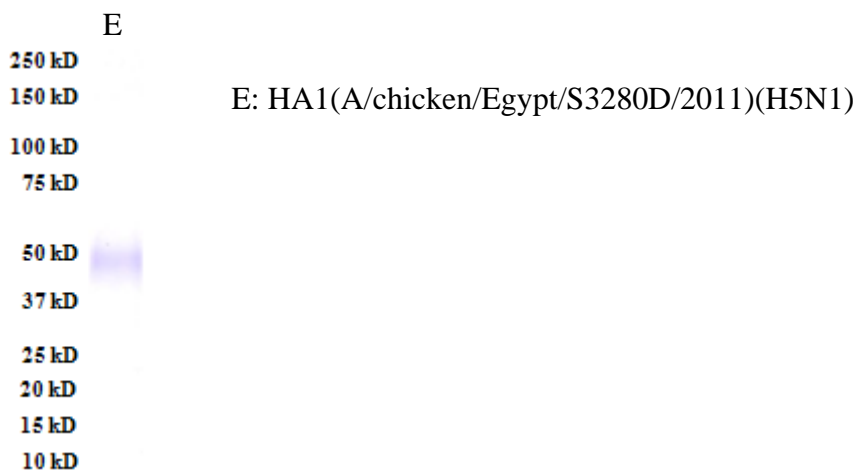 E
250 kD
150 kD
E: HA1(A/chicken/Egypt/S3280D/2011)(H5N1)
100 kD
75 kD
50 kD
37 kD
25 kD
20 kD
15 kD
10 kD